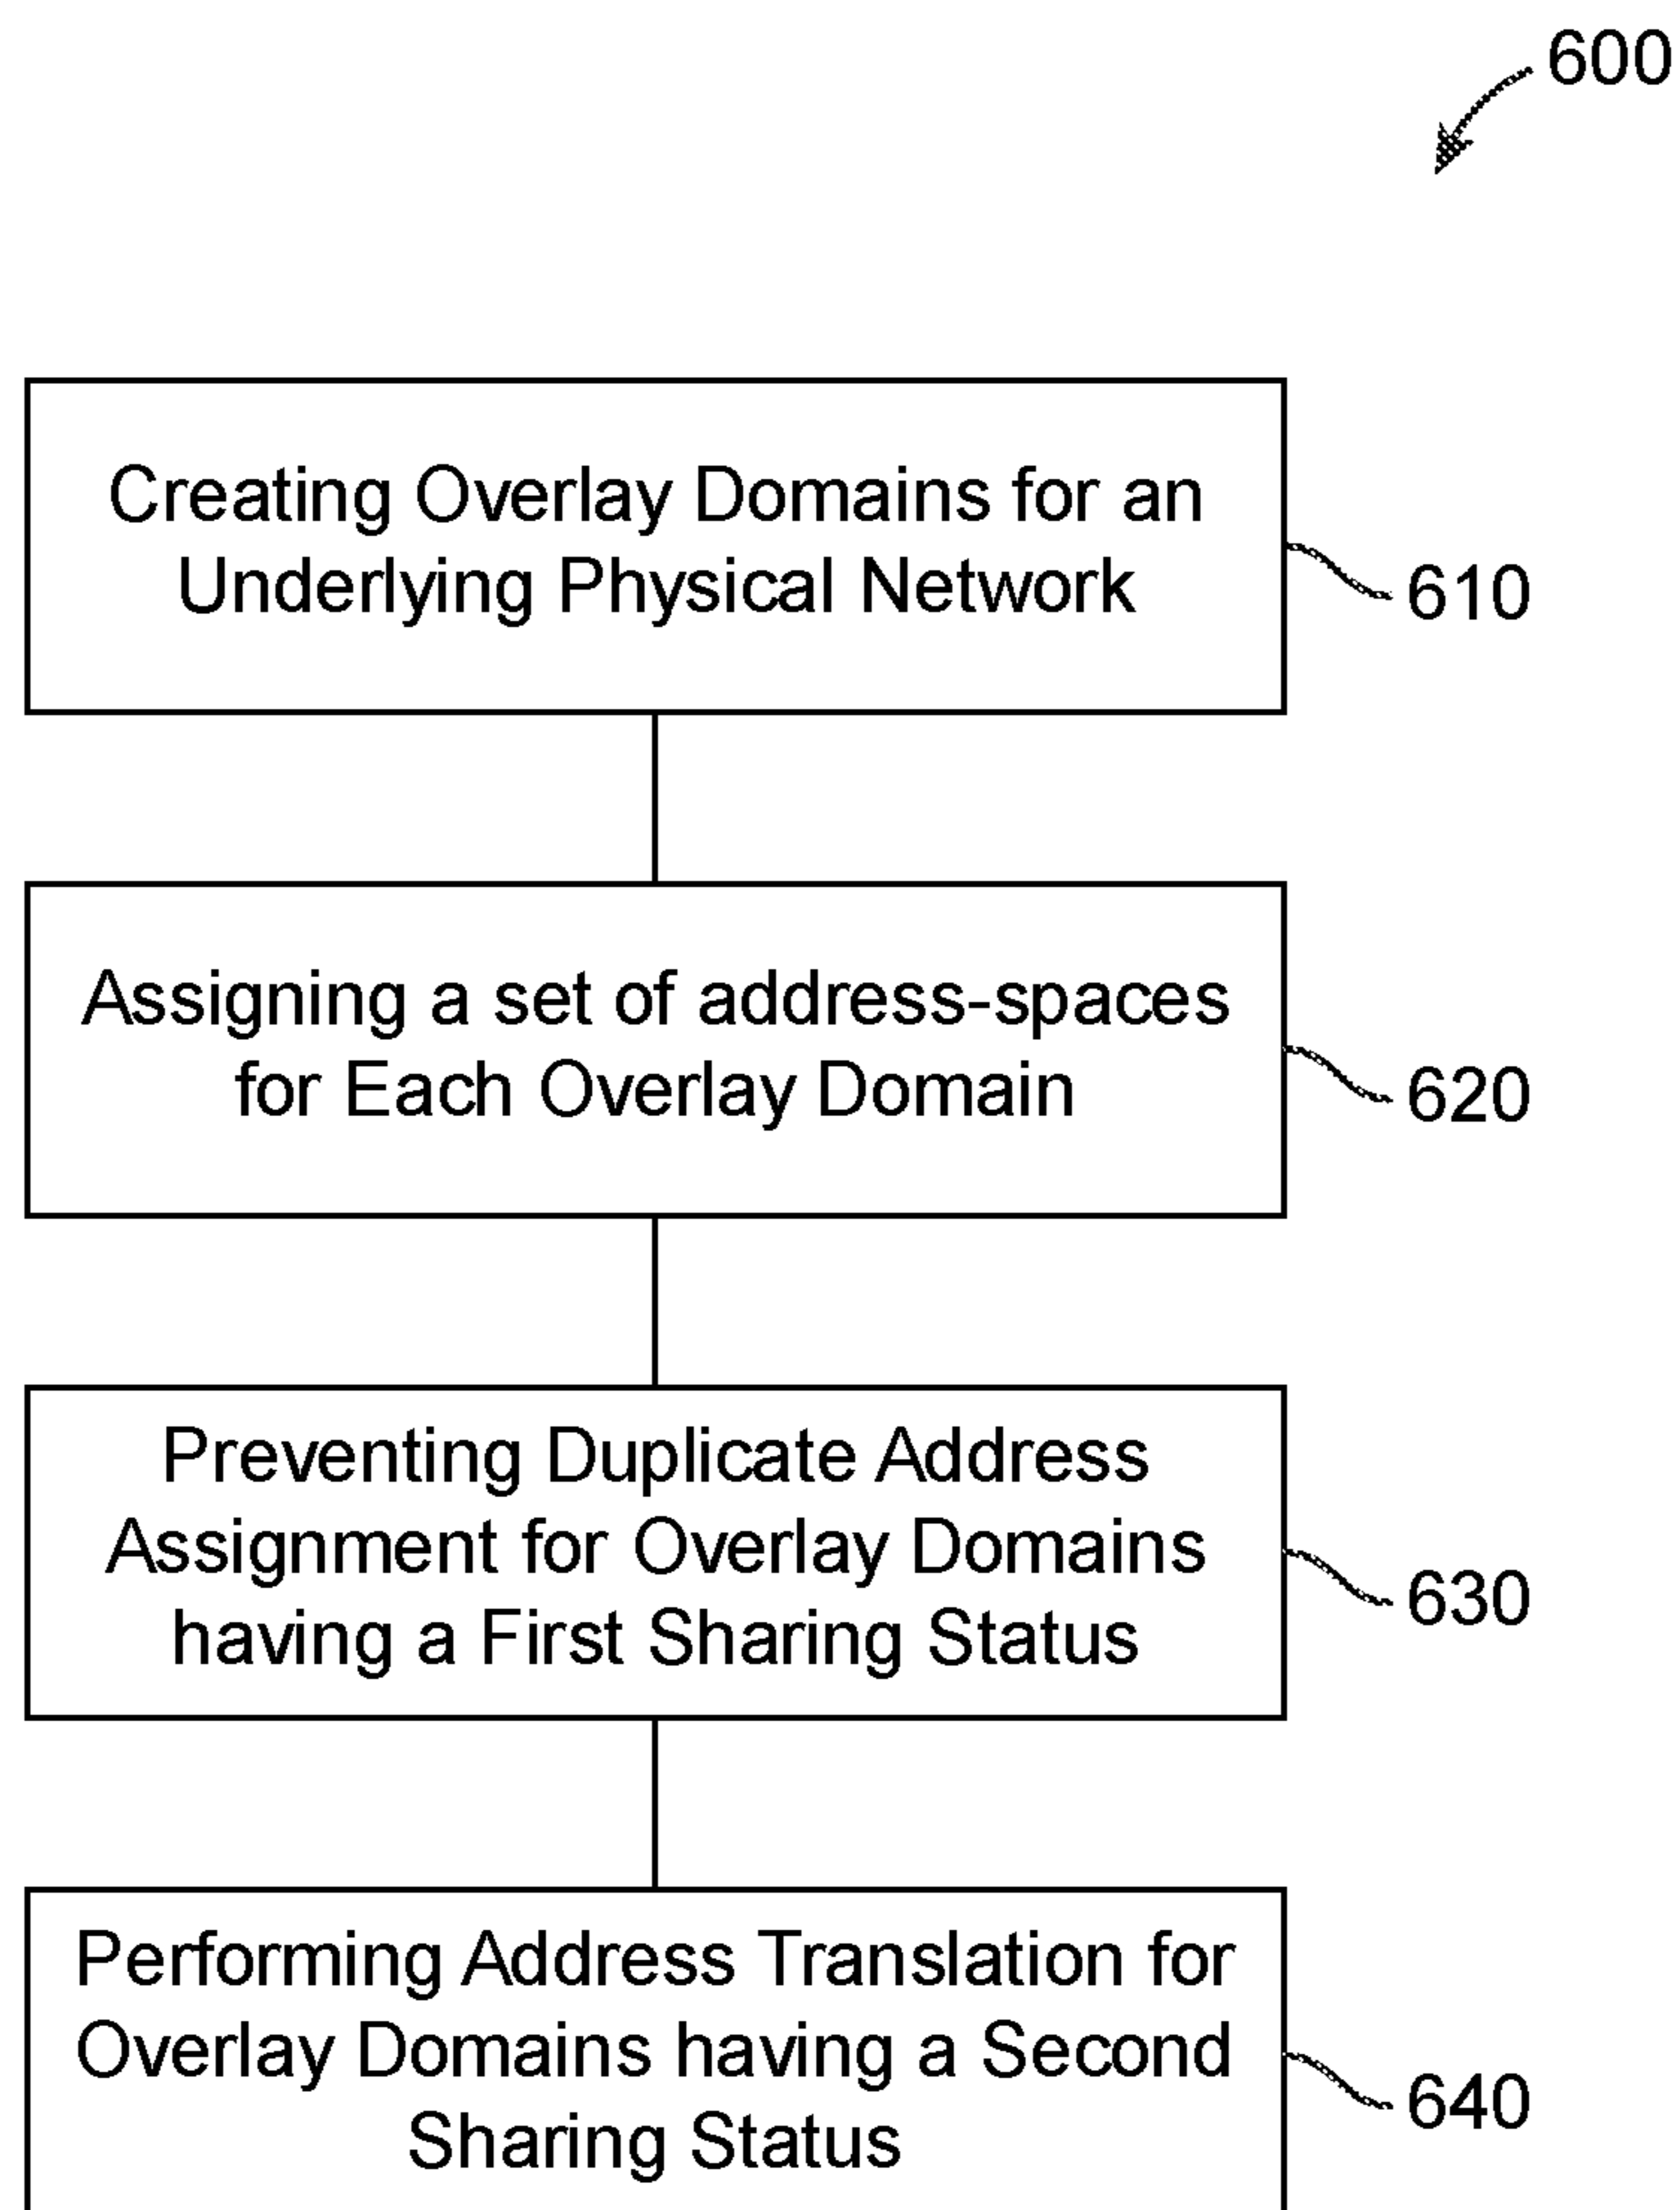 600
Creating Overlay Domains for an
Underlying Physical Network
610
Assigning a set of address-spaces
for Each Overlay Domain
620
Preventing Duplicate Address
Assignment for Overlay Domains
having a First Sharing Status
630
Performing Address Translation for
Overlay Domains having a Second
Sharing Status
640